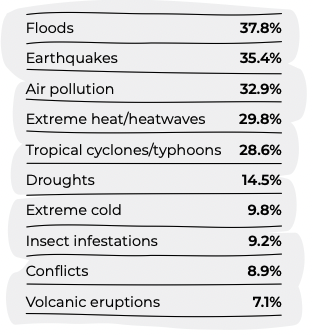 Floods 37.8%
Earthquakes 35.4%
Air pollution 32.9%
Extreme heat/heatwaves 29.8%
Tropical cyclones/typhoons 28.6%
Droughts 14.5%
Extreme cold 9.8%
Insect infestations 9.2%
Conflicts 8.9%
Volcanic eruptions 7.1%